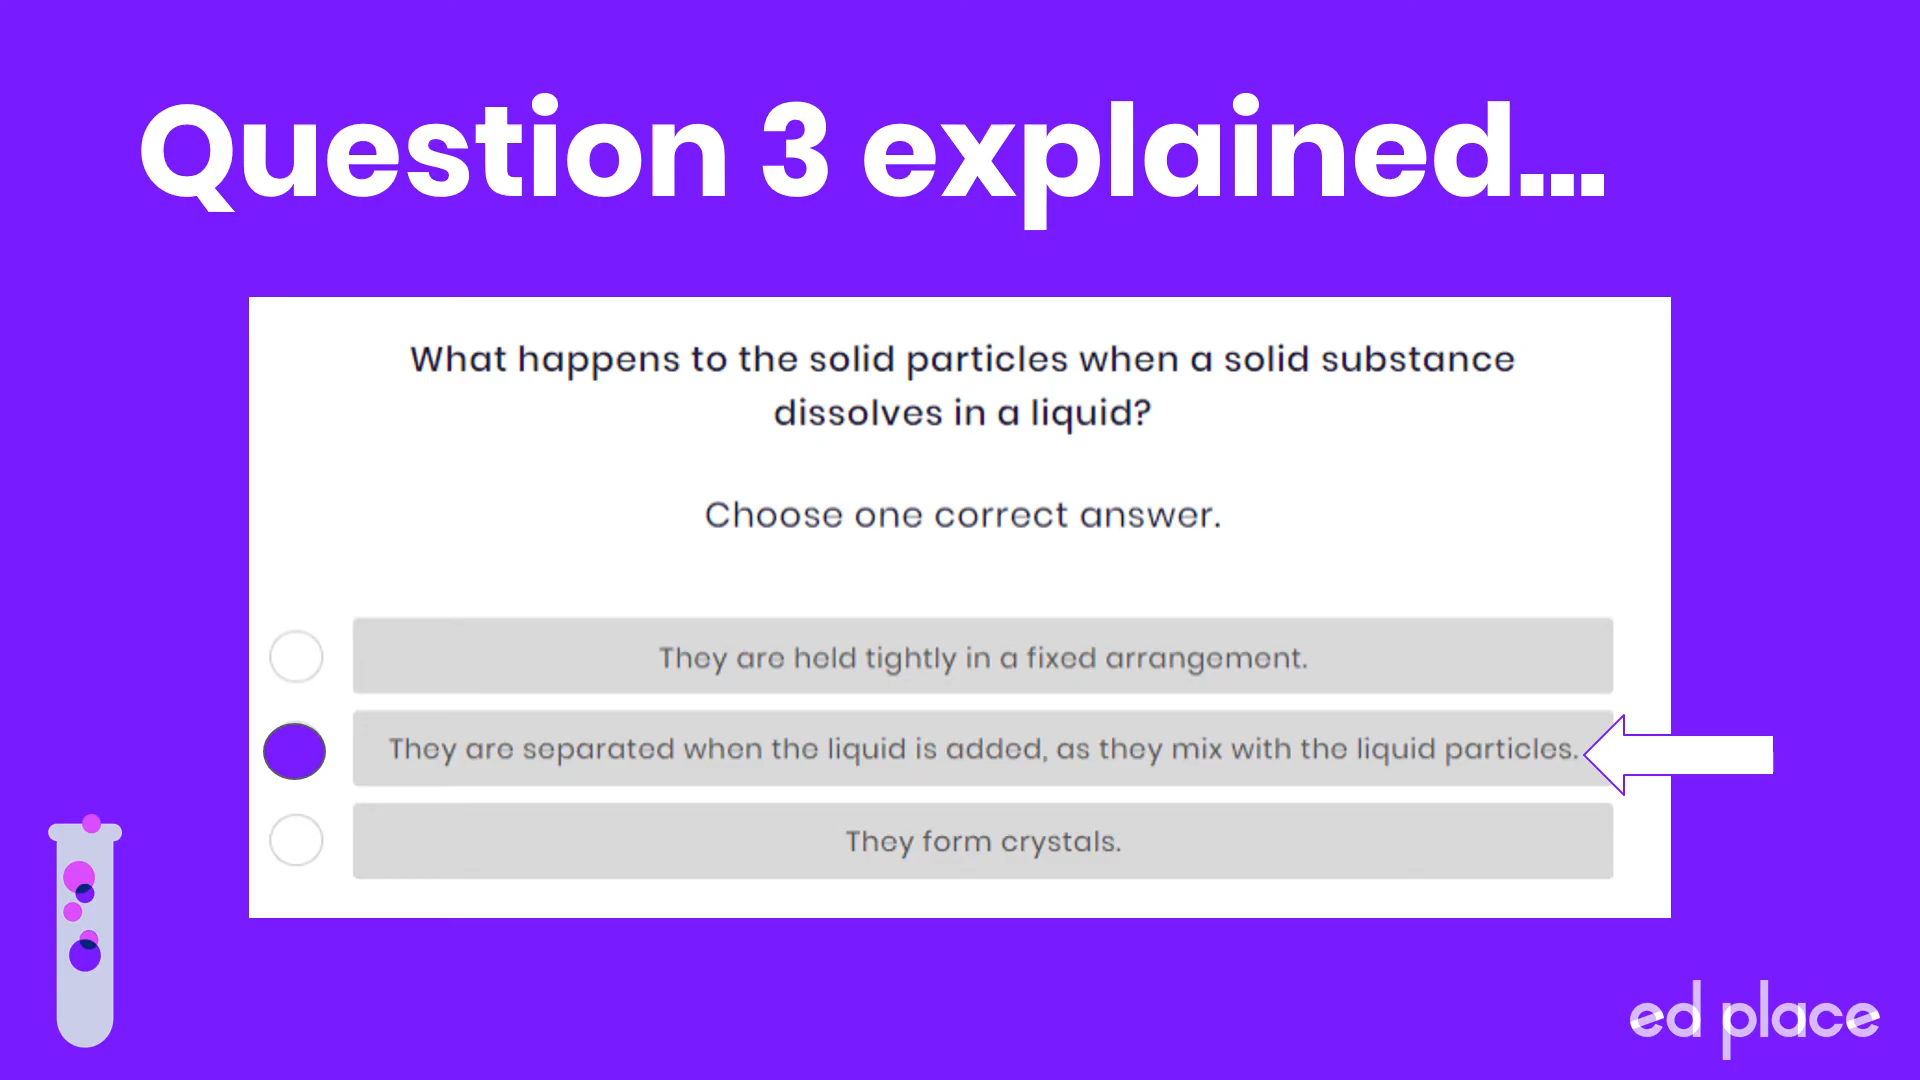 Question 3 explained...
What happens to the solid particles when a solid substance
dissolves in a liquid?
Choose one correct answer.
They are held tightly in a fixed arrangement.
They are separated when the liquid is added, as they mix with the liquid particles.
They form crystals.
ed place